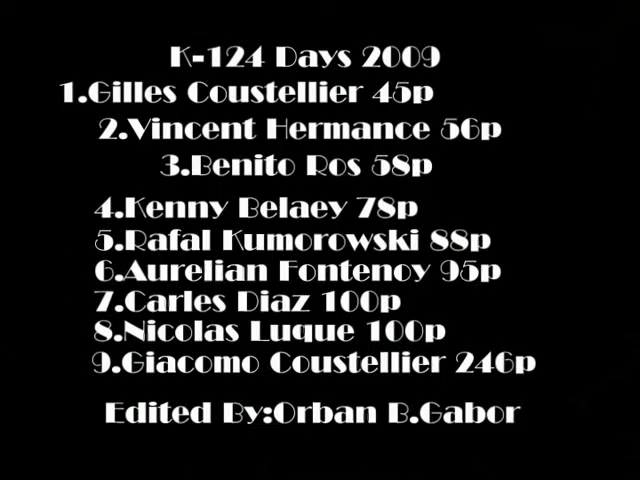 K-124 Days 2009
1.Gilles Coustellier 45p
2.Vincent Hermance 56p
3.Benito Ros 58p
4.Kenny Belaey 78p
5.Rafal Kumorowski 88p
6.Aurelian Fontenoy 95p
7.Carles Diaz 100p
8.Nicolas Luque 100p
9.Giacomo Coustellier 246p
Edited By:Orban B.Gabor